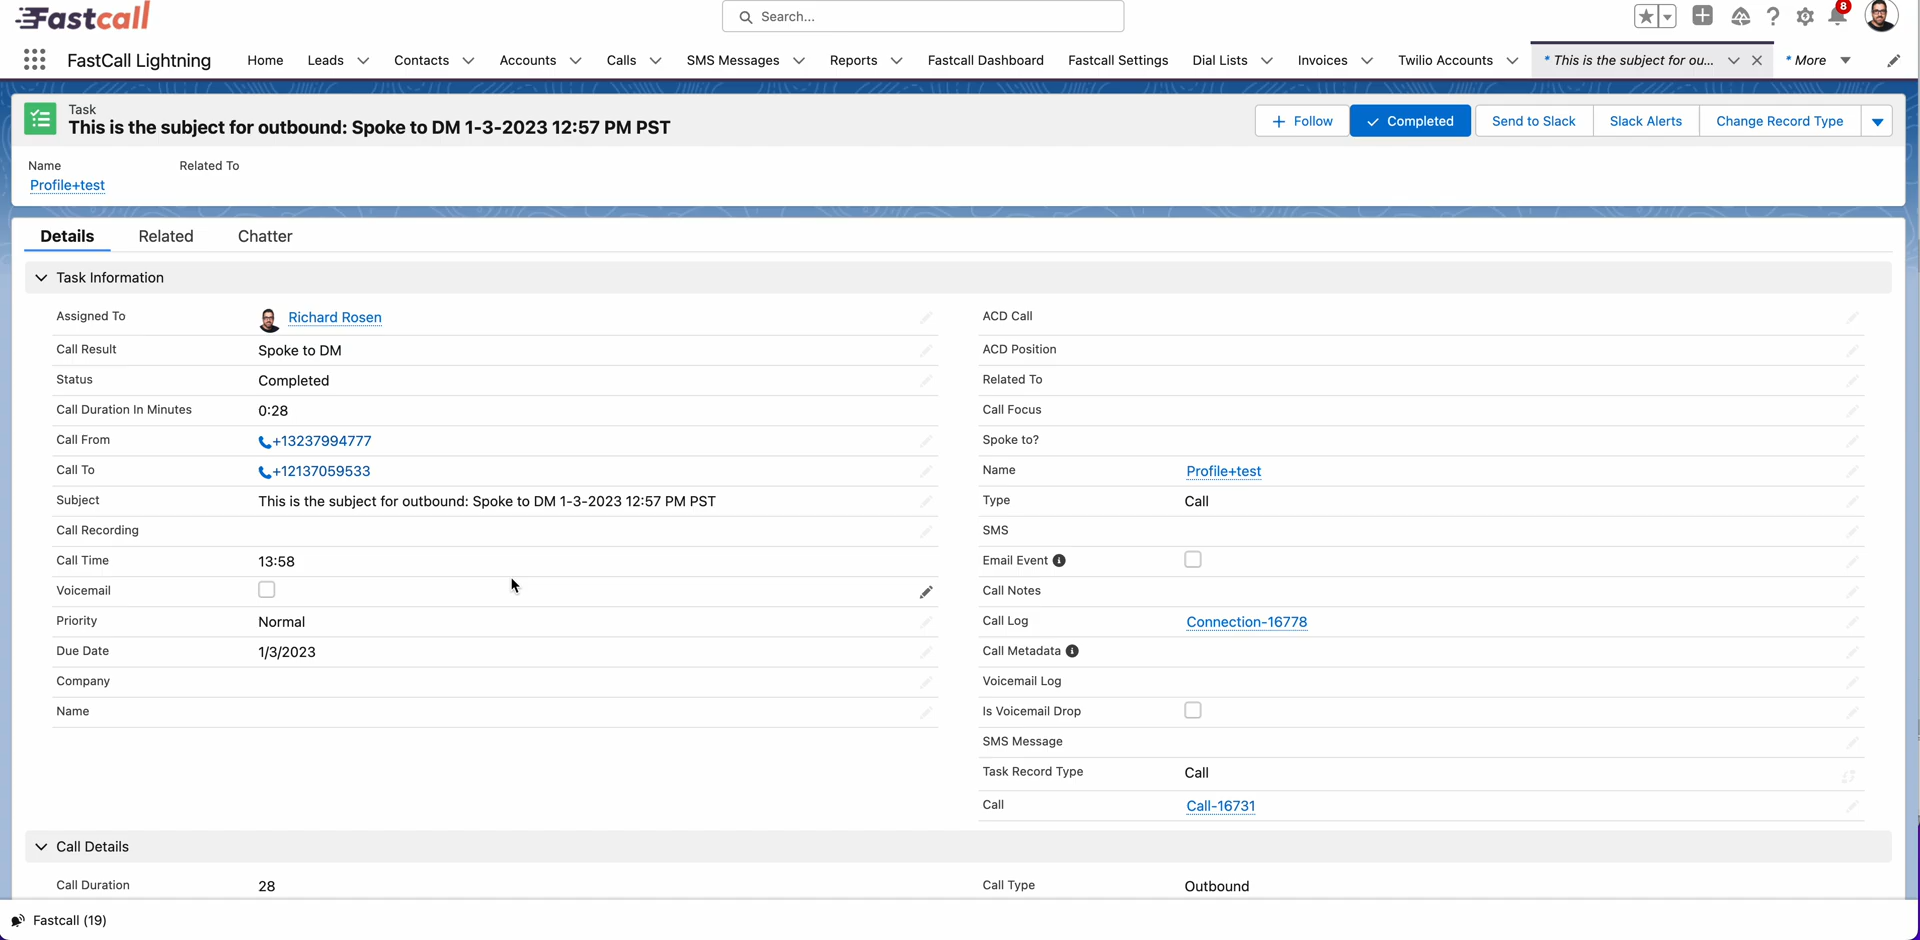 Fastcall
Search...
8
FastCall Lightning
Home
Leads
Contacts
Accounts
Calls
SMS Messages
Reports
Fastcall Dashboard
Fastcall Settings
Dial Lists
Invoices
Twilio Accounts
* This is the subject for ou...
* More
Task
This is the subject for outbound: Spoke to DM 1-3-2023 12:57 PM PST
+ Follow
Completed
Send to Slack
Slack Alerts
Change Record Type
Name
Related To
Profile+test
Details
Related
Chatter
Task Information
Assigned To
Richard Rosen
Call Result
Spoke to DM
Status
Completed
Call Duration In Minutes
0:28
Call From
+13237994777
Call To
+12137059533
Subject
This is the subject for outbound: Spoke to DM 1-3-2023 12:57 PM PST
Call Recording
Call Time
13:58
Voicemail
Priority
Normal
Due Date
1/3/2023
Company
Name
ACD Call
ACD Position
Related To
Call Focus
Spoke to?
Name
Profile+test
Type
Call
SMS
Email Event
Call Notes
Call Log
Connection-16778
Call Metadata
Voicemail Log
Is Voicemail Drop
SMS Message
Task Record Type
Call
Call
Call-16731
Call Details
Call Duration
28
Call Type
Outbound
Fastcall (19)